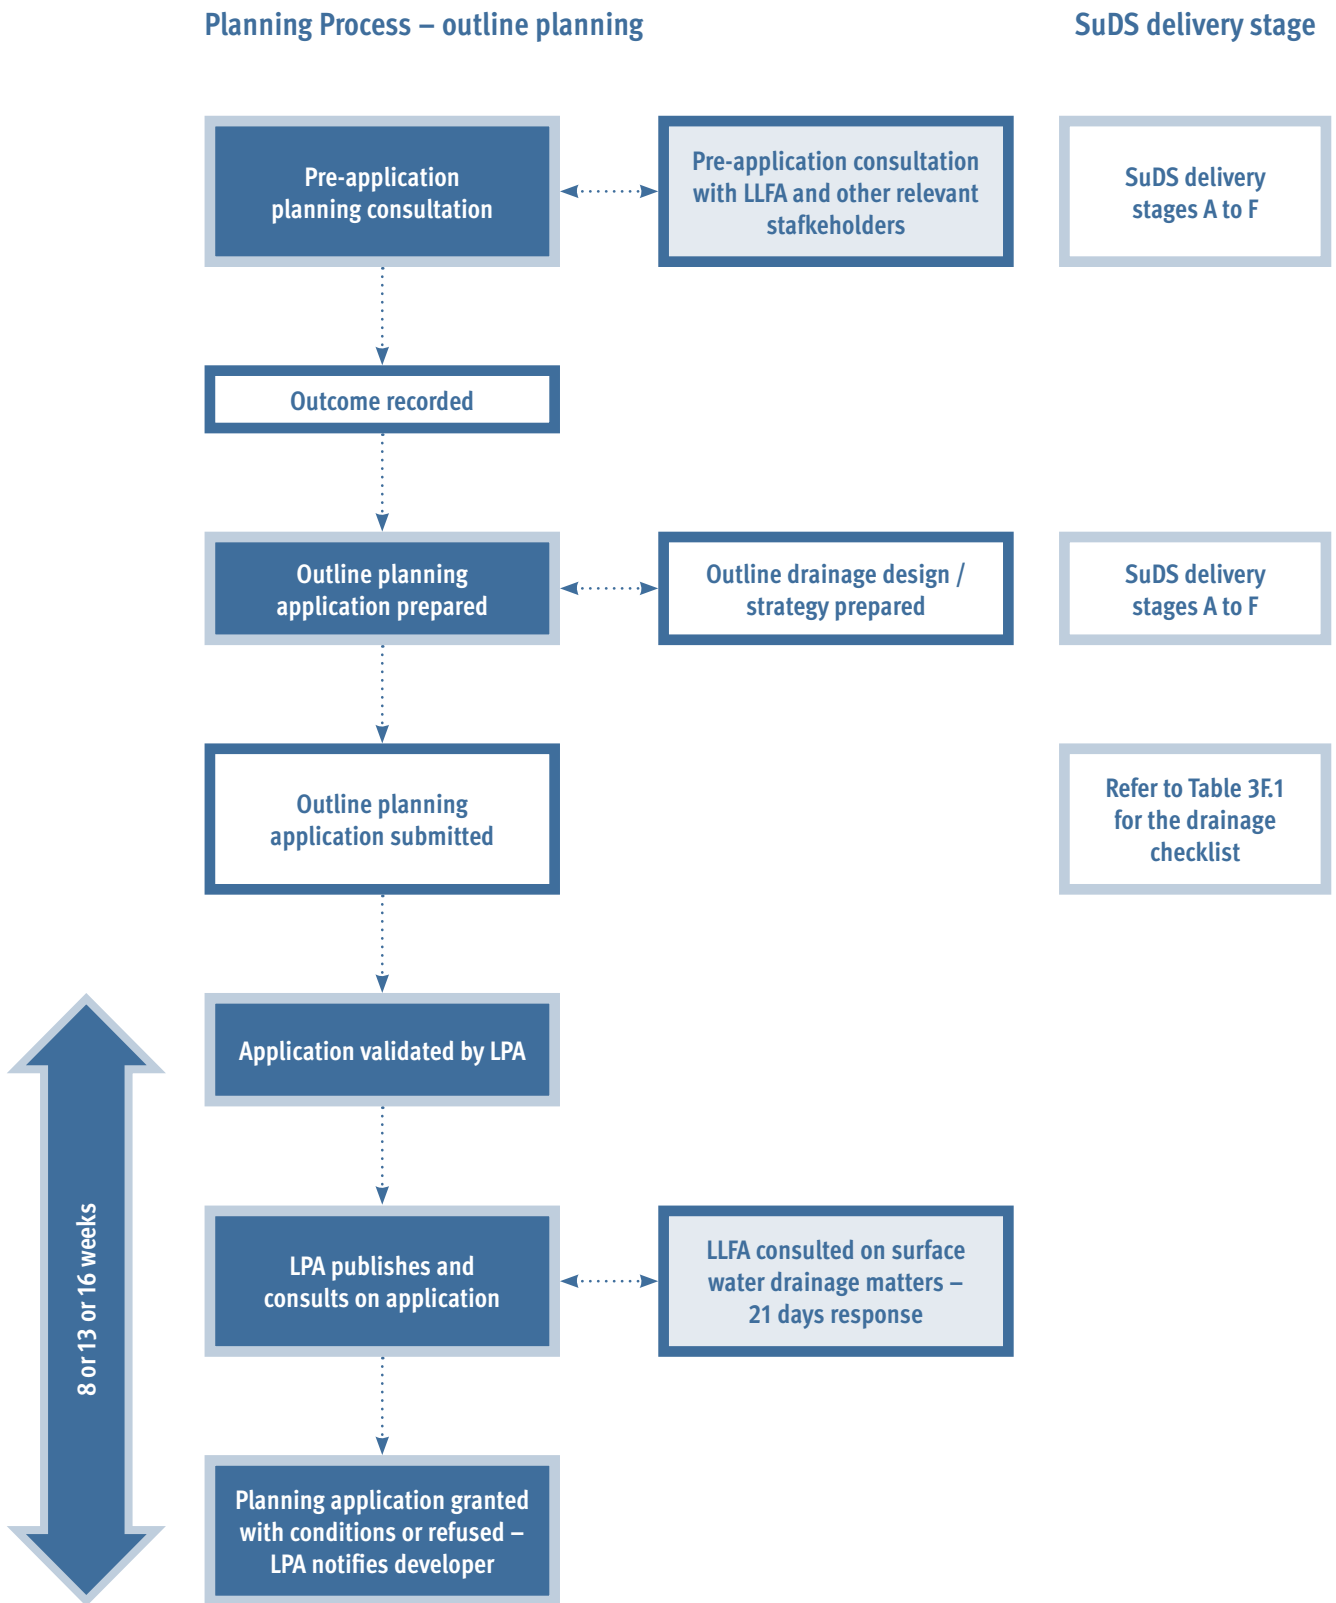 Planning Process – outline planning
SuDS delivery stage
Pre-application
planning consultation
Pre-application consultation
with LLFA and other relevant
stafkeholders
SuDS delivery
stages A to F
Outcome recorded
Outline planning
application prepared
Outline drainage design /
strategy prepared
SuDS delivery
stages A to F
Outline planning
application submitted
Refer to Table 3F.1
for the drainage
checklist
8 or 13 or 16 weeks
Application validated by LPA
LPA publishes and
consults on application
LLFA consulted on surface
water drainage matters –
21 days response
Planning application granted
with conditions or refused –
LPA notifies developer